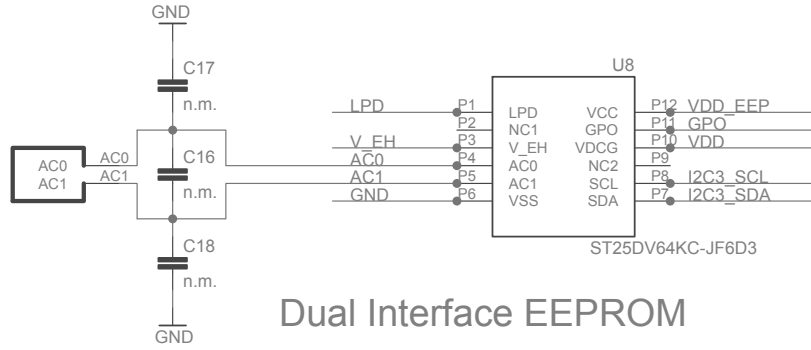 GND
C17
n.m.
U8
LPD P1 LPD VCC P12 VDD_EEP
P2 NC1 GPO P11 GPO
V_EH P3 V_EH VDCG P10 VDD
AC0 AC0 C16 AC0 P4 AC0 NC2 P9
AC1 AC1 n.m. AC1 P5 AC1 SCL P8 I2C3_SCL
GND P6 VSS SDA P7 I2C3_SDA
C18
n.m.
ST25DV64KC-JF6D3
GND
Dual Interface EEPROM